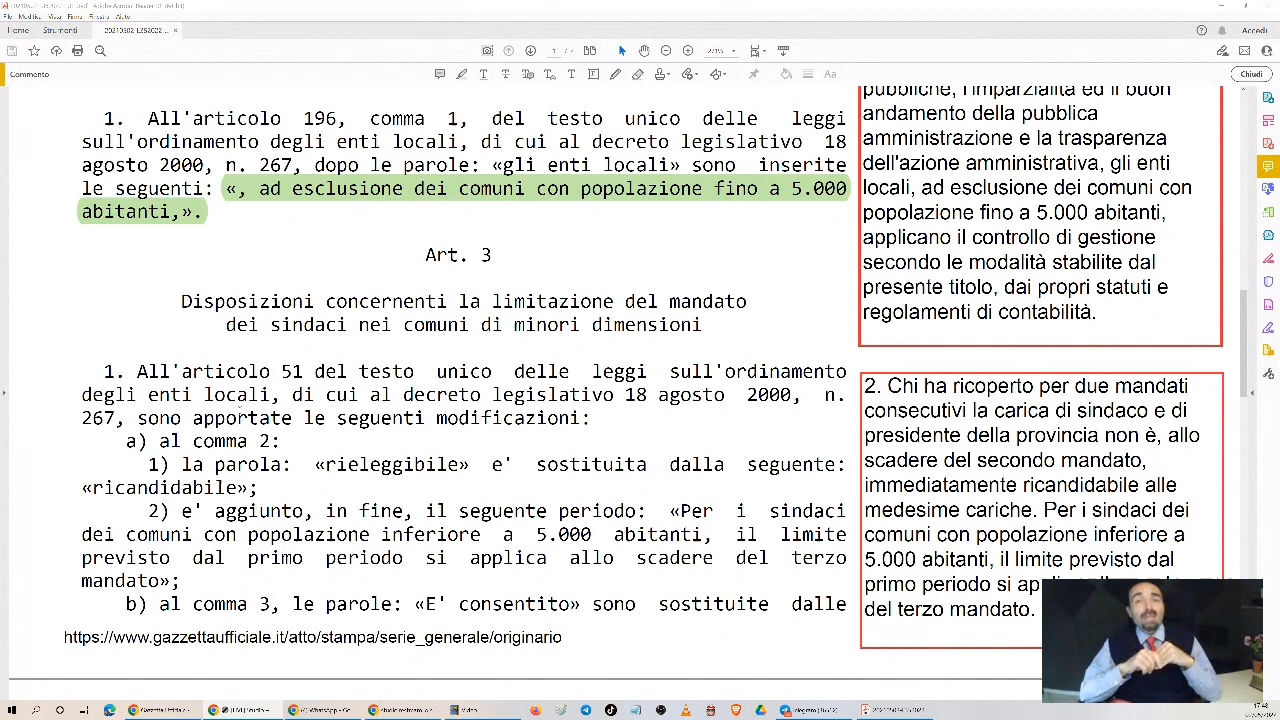 File Modifica Vista Firma Finestra Aiuto
Home Strumenti ×
Accedi
1
Commento
Chiudi
1. All'articolo 196, comma 1, del testo unico delle leggi
sull'ordinamento degli enti locali, di cui al decreto legislativo 18
agosto 2000, n. 267, dopo le parole: «gli enti locali» sono inserite
le seguenti: «, ad esclusione dei comuni con popolazione fino a 5.000
abitanti,».
Art. 3
Disposizioni concernenti la limitazione del mandato
dei sindaci nei comuni di minori dimensioni
1. All'articolo 51 del testo unico delle leggi sull'ordinamento
degli enti locali, di cui al decreto legislativo 18 agosto 2000, n.
267, sono apportate le seguenti modificazioni:
a) al comma 2:
1) la parola: «rieleggibile» e' sostituita dalla seguente:
«ricandidabile»;
2) e' aggiunto, in fine, il seguente periodo: «Per i sindaci
dei comuni con popolazione inferiore a 5.000 abitanti, il limite
previsto dal primo periodo si applica allo scadere del terzo
mandato»;
b) al comma 3, le parole: «E' consentito» sono sostituite dalle
https://www.gazzettaufficiale.it/atto/stampa/serie_generale/originario
pubbliche, l'imparzialità ed il buon
andamento della pubblica
amministrazione e la trasparenza
dell'azione amministrativa, gli enti
locali, ad esclusione dei comuni con
popolazione fino a 5.000 abitanti,
applicano il controllo di gestione
secondo le modalità stabilite dal
presente titolo, dai propri statuti e
regolamenti di contabilità.
2. Chi ha ricoperto per due mandati
consecutivi la carica di sindaco e di
presidente della provincia non è, allo
scadere del secondo mandato,
immediatamente ricandidabile alle
medesime cariche. Per i sindaci dei
comuni con popolazione inferiore a
5.000 abitanti, il limite previsto dal
primo periodo si
del terzo mandato.
Gazzetta Ufficiale
Video
17:48